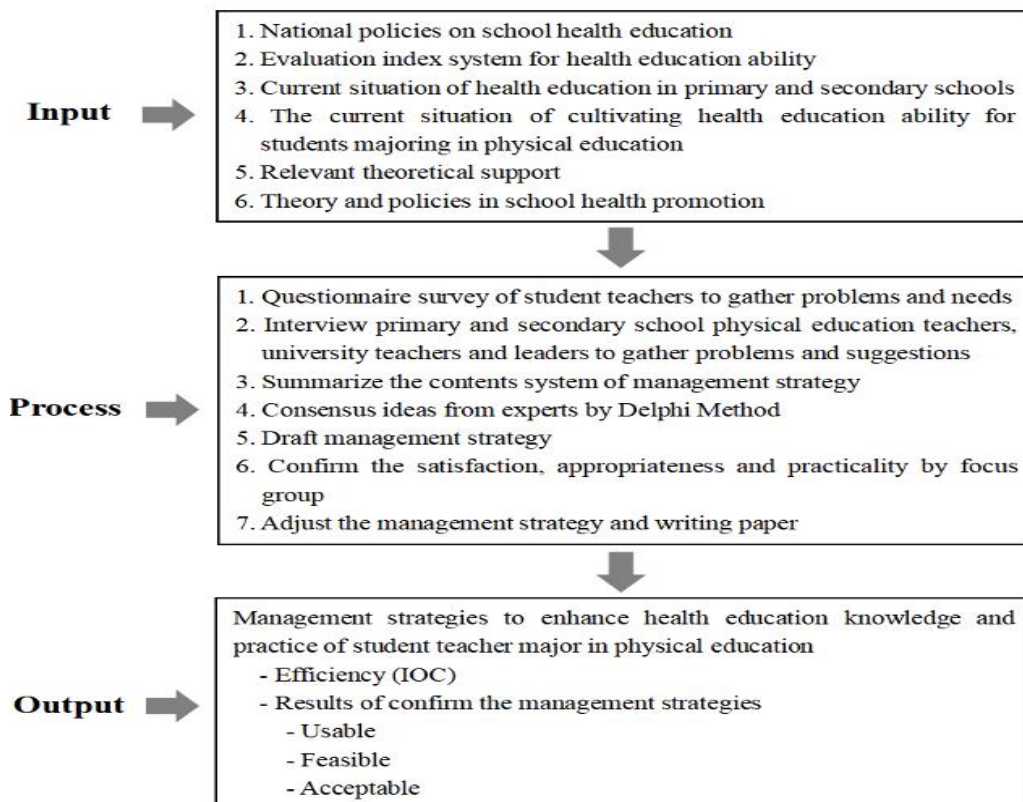 Input
1. National policies on school health education
2. Evaluation index system for health education ability
3. Current situation of health education in primary and secondary schools
4. The current situation of cultivating health education ability for
students majoring in physical education
5. Relevant theoretical support
6. Theory and policies in school health promotion
Process
1. Questionnaire survey of student teachers to gather problems and needs
2. Interview primary and secondary school physical education teachers,
university teachers and leaders to gather problems and suggestions
3. Summarize the contents system of management strategy
4. Consensus ideas from experts by Delphi Method
5. Draft management strategy
6. Confirm the satisfaction, appropriateness and practicality by focus
group
7. Adjust the management strategy and writing paper
Output
Management strategies to enhance health education knowledge and
practice of student teacher major in physical education
- Efficiency (IOC)
- Results of confirm the management strategies
- Usable
- Feasible
- Acceptable